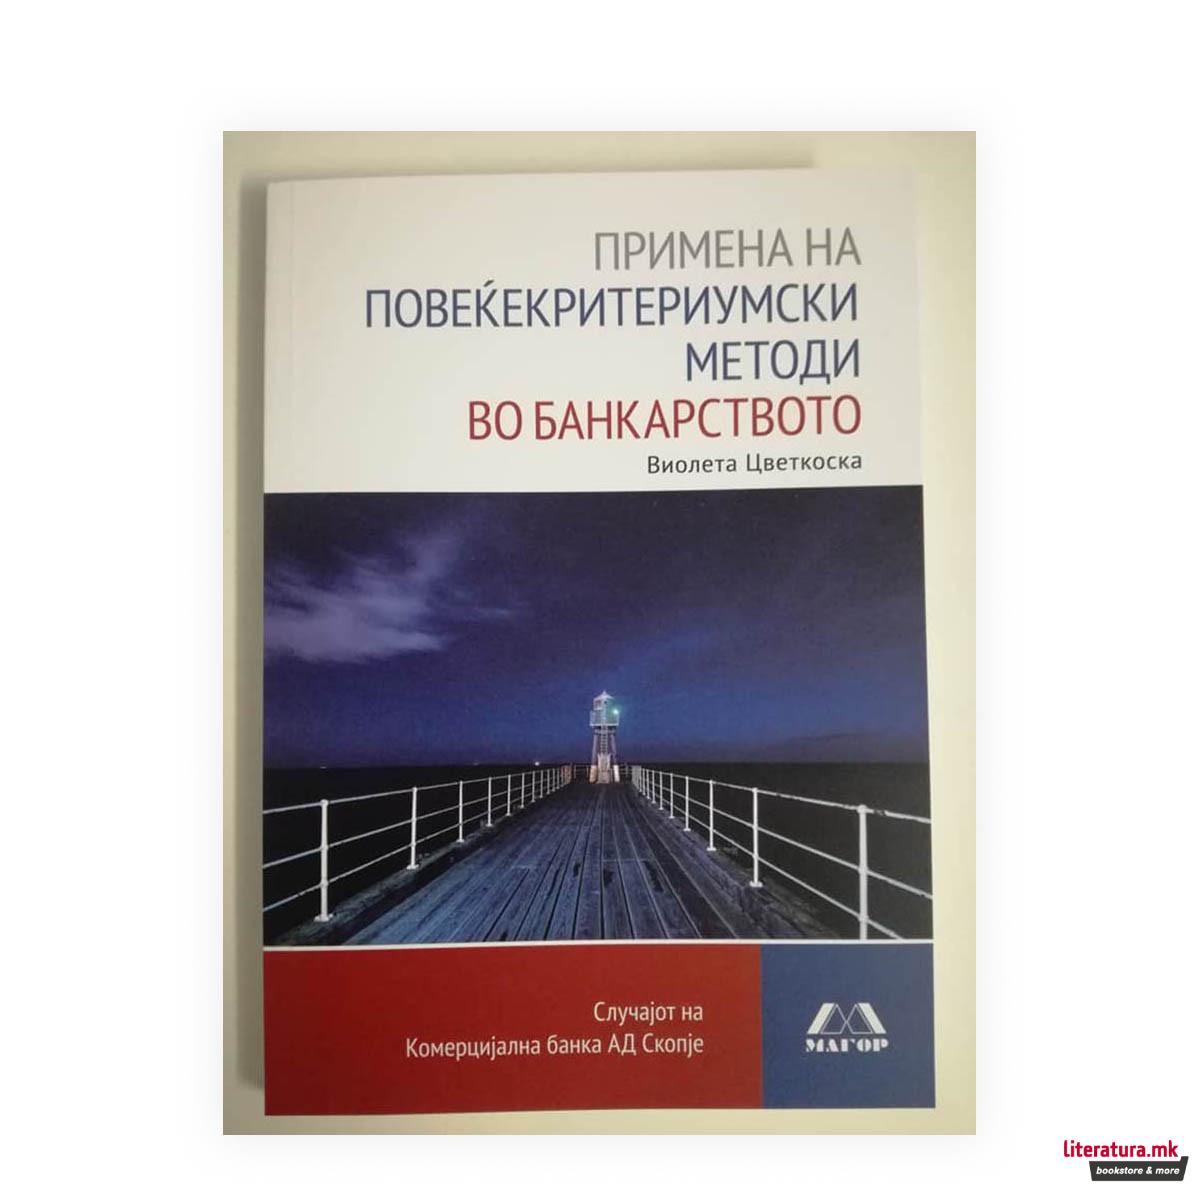 ПРИМЕНА НА
ПОВЕЌЕКРИТЕРИУМСКИ
МЕТОДИ
ВО БАНКАРСТВОТО
Виолета Цветкоска
Случајот на
Комерцијална банка АД Скопје
МАГОР
literatura.mk
bookstore & more